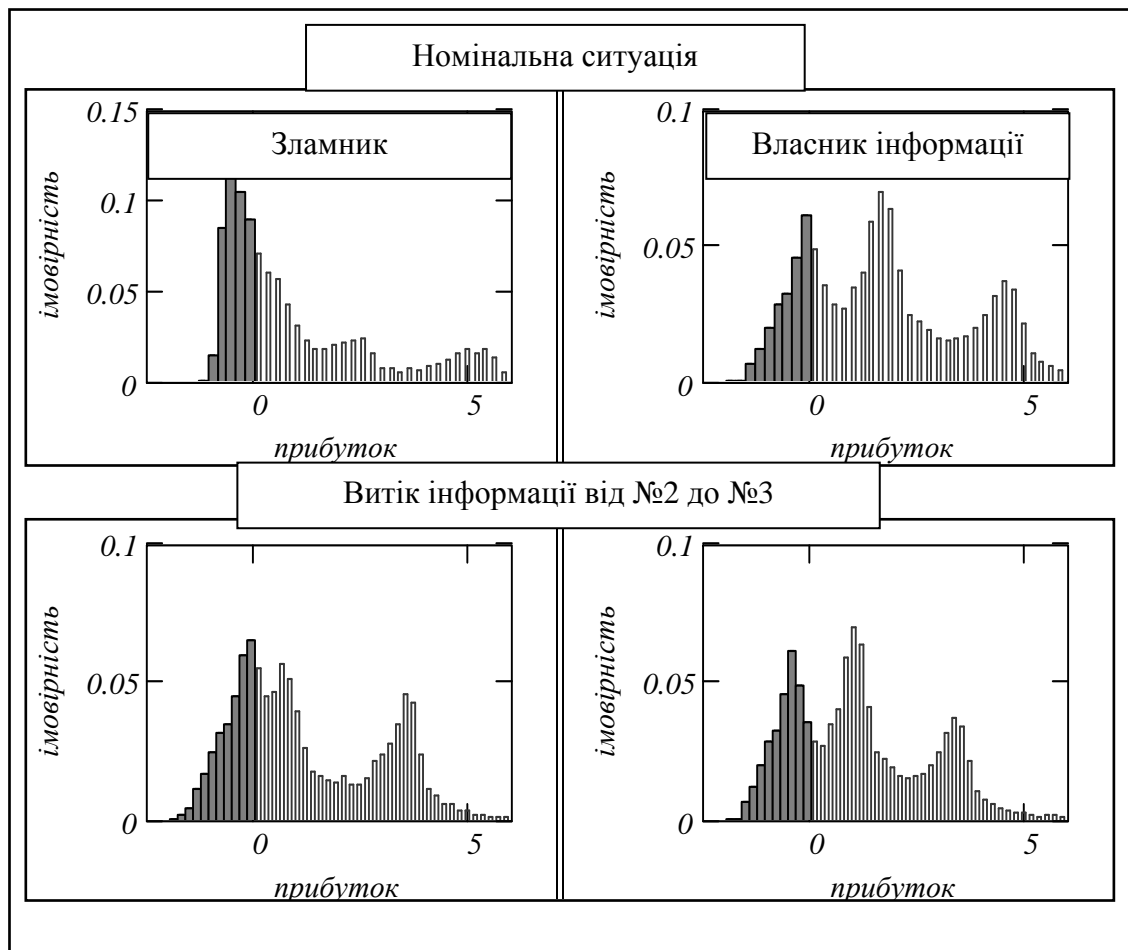 Номінальна ситуація
Зламник
Власник інформації
0.15
0.1
0.05
0
імовірність
0
5
прибуток
0.1
0.05
0
імовірність
0
5
прибуток
Витік інформації від №2 до №3
0.1
0.05
0
імовірність
0
5
прибуток
0.1
0.05
0
імовірність
0
5
прибуток